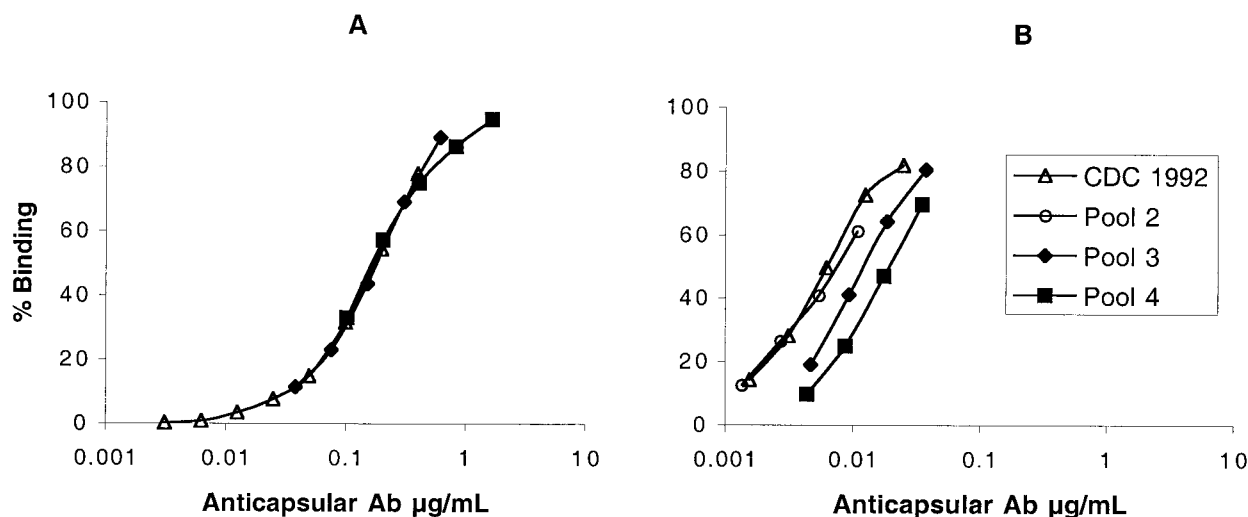 A
% Binding
100
80
60
40
20
0
0.001 0.01 0.1 1 10
Anticapsular Ab µg/mL
B
100
80
60
40
20
0
0.001 0.01 0.1 1 10
Anticapsular Ab µg/mL
CDC 1992
Pool 2
Pool 3
Pool 4